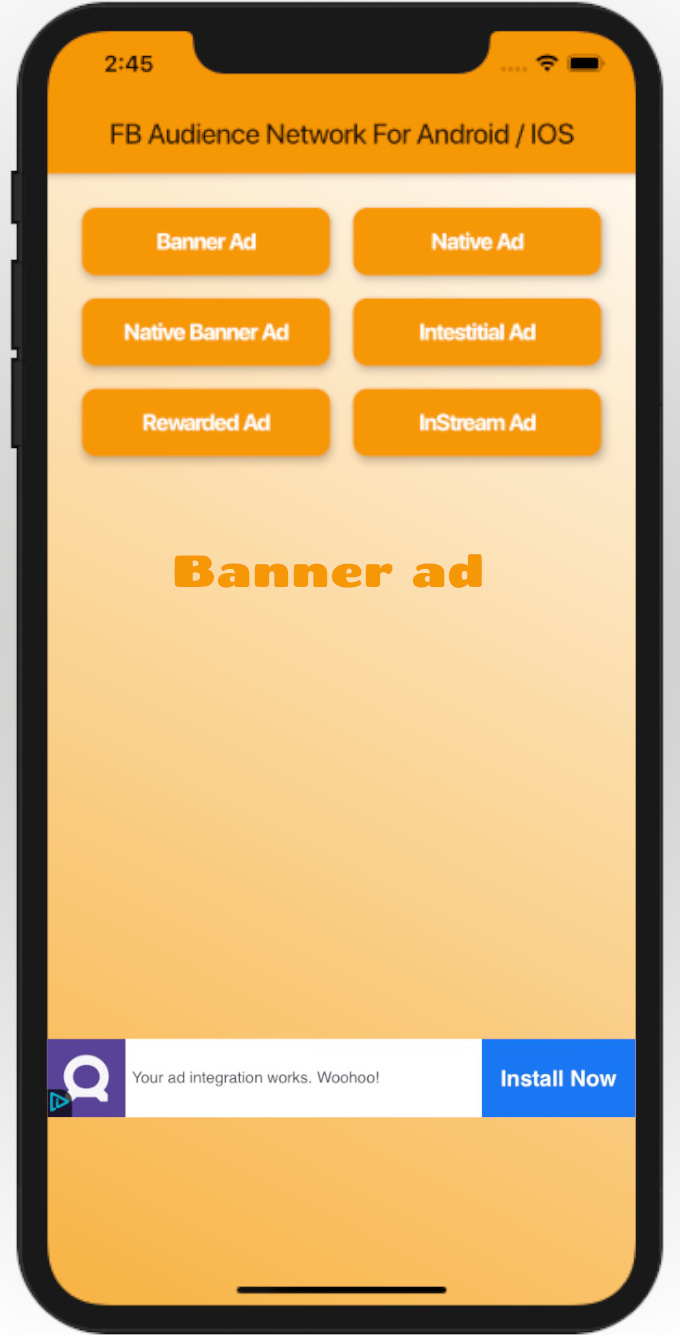 2:45
FB Audience Network For Android / IOS
Banner Ad
Native Ad
Native Banner Ad
Intestitial Ad
Rewarded Ad
InStream Ad
Banner ad
Your ad integration works. Woohoo!
Install Now